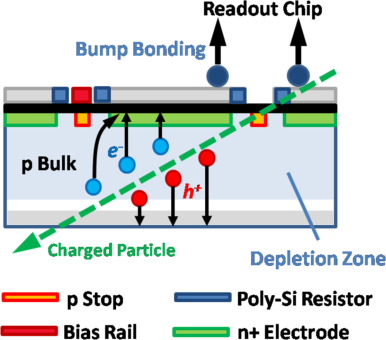 Readout Chip
Bump Bonding
p Bulk
e⁻
h⁺
Charged Particle
Depletion Zone
p Stop
Poly-Si Resistor
Bias Rail
n+ Electrode